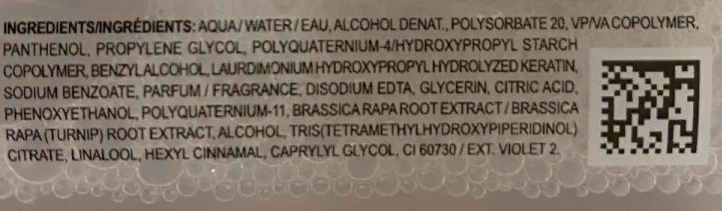 INGREDIENTS/INGRÉDIENTS: AQUA / WATER / EAU, ALCOHOL DENAT., POLYSORBATE 20, VP/VA COPOLYMER,
PANTHENOL, PROPYLENE GLYCOL, POLYQUATERNIUM-4/HYDROXYPROPYL STARCH
COPOLYMER, BENZYL ALCOHOL, LAURDIMONIUM HYDROXYPROPYL HYDROLYZED KERATIN,
SODIUM BENZOATE, PARFUM / FRAGRANCE, DISODIUM EDTA, GLYCERIN, CITRIC ACID,
PHENOXYETHANOL, POLYQUATERNIUM-11, BRASSICA RAPA ROOT EXTRACT / BRASSICA
RAPA (TURNIP) ROOT EXTRACT, ALCOHOL, TRIS(TETRAMETHYLHYDROXYPIPERIDINOL)
CITRATE, LINALOOL, HEXYL CINNAMAL, CAPRYLYL GLYCOL, CI 60730 / EXT. VIOLET 2.